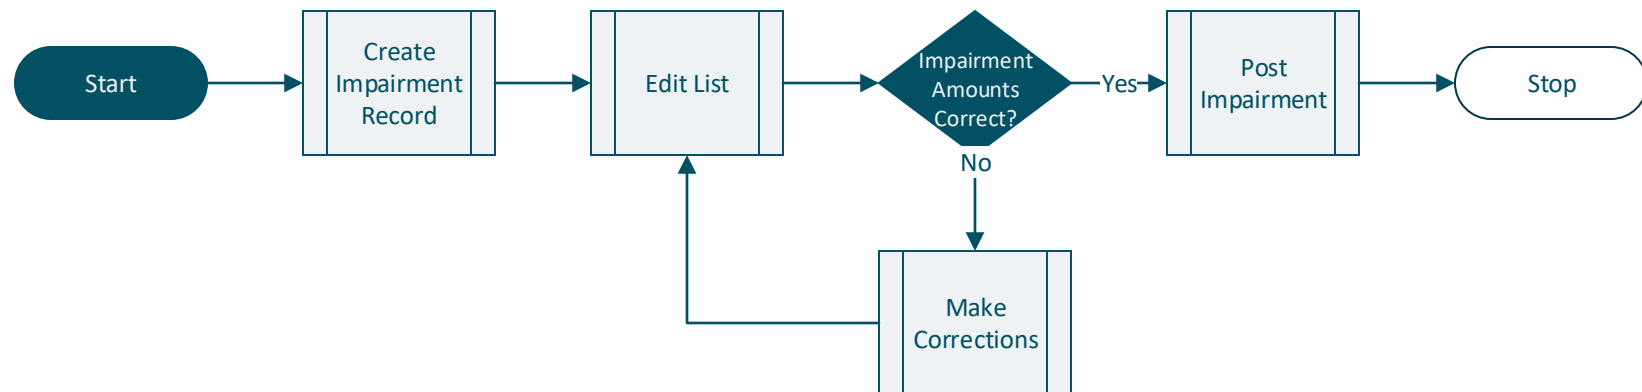 Start
Create
Impairment
Record
Edit List
Impairment
Amounts
Correct?
Yes
Post
Impairment
Stop
No
Make
Corrections